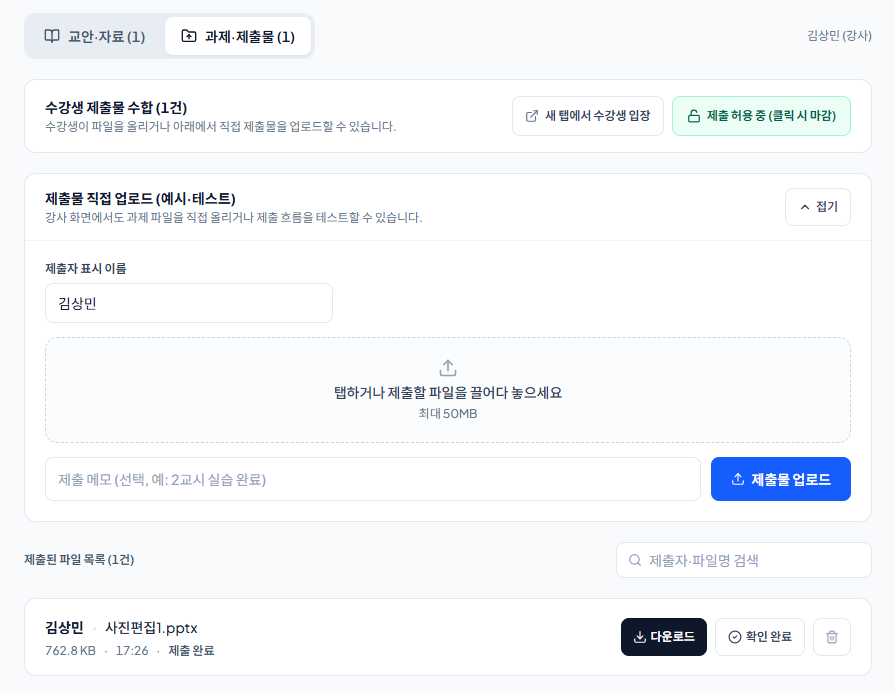 교안·자료 (1)
과제·제출물 (1)
김상민 (강사)
수강생 제출물 수합 (1건)
수강생이 파일을 올리거나 아래에서 직접 제출물을 업로드할 수 있습니다.
새 탭에서 수강생 입장
제출 허용 중 (클릭 시 마감)
제출물 직접 업로드 (예시·테스트)
강사 화면에서도 과제 파일을 직접 올리거나 제출 흐름을 테스트할 수 있습니다.
접기
제출자 표시 이름
김상민
탭하거나 제출할 파일을 끌어다 놓으세요
최대 50MB
제출 메모 (선택, 예: 2교시 실습 완료)
제출물 업로드
제출된 파일 목록 (1건)
제출자·파일명 검색
김상민 · 사진편집1.pptx
762.8 KB · 17:26 · 제출 완료
다운로드
확인 완료